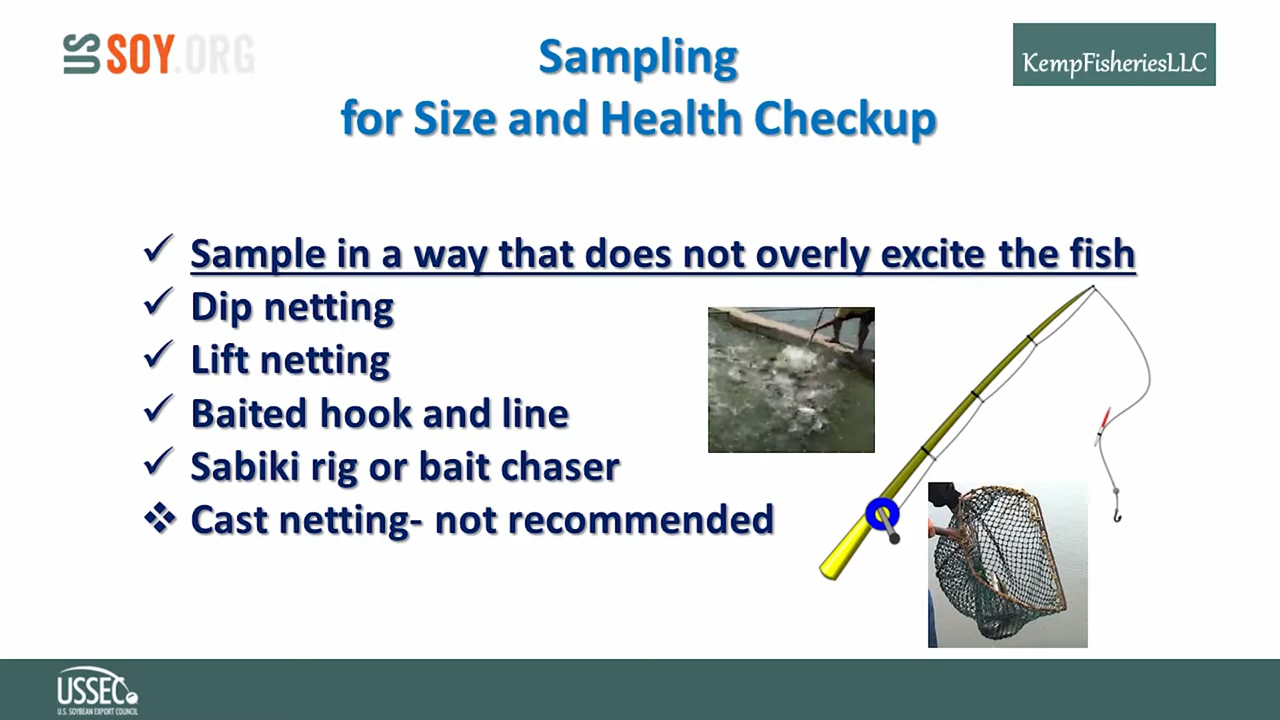 US SOY.ORG
Sampling
for Size and Health Checkup
KempFisheriesLLC
Sample in a way that does not overly excite the fish
Dip netting
Lift netting
Baited hook and line
Sabiki rig or bait chaser
Cast netting- not recommended
USSEC
U.S. SOYBEAN EXPORT COUNCIL